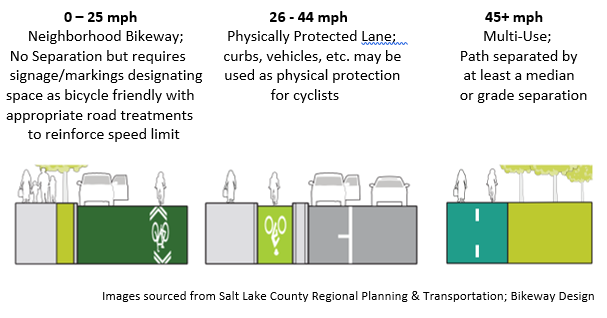 0 – 25 mph
Neighborhood Bikeway;
No Separation but requires
signage/markings designating
space as bicycle friendly with
appropriate road treatments
to reinforce speed limit
26 - 44 mph
Physically Protected Lane;
curbs, vehicles, etc. may be
used as physical protection
for cyclists
45+ mph
Multi-Use;
Path separated by
at least a median
or grade separation
Images sourced from Salt Lake County Regional Planning & Transportation; Bikeway Design